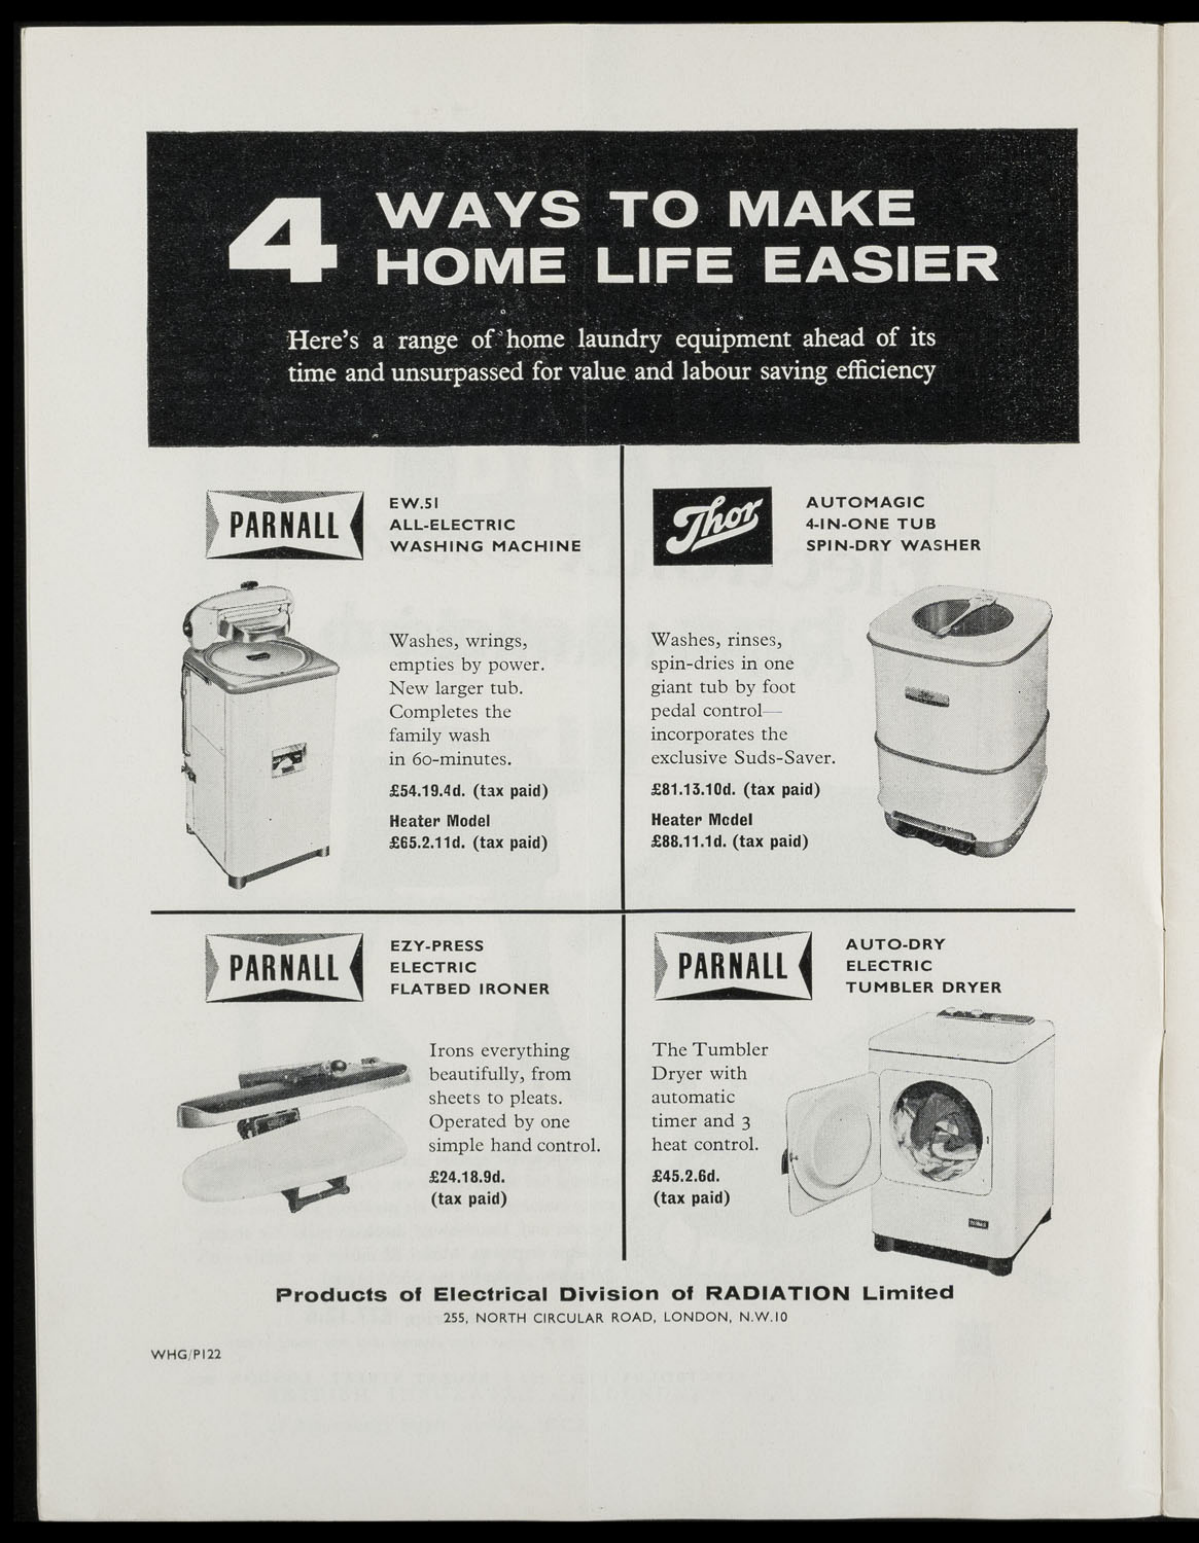 4 WAYS TO MAKE
HOME LIFE EASIER
Here's a range of home laundry equipment ahead of its
time and unsurpassed for value and labour saving efficiency
PARNALL
EW.51
ALL-ELECTRIC
WASHING MACHINE
Washes, wrings,
empties by power.
New larger tub.
Completes the
family wash
in 60-minutes.
£54.19.4d. (tax paid)
Heater Model
£65.2.11d. (tax paid)
Thor
AUTOMAGIC
4-IN-ONE TUB
SPIN-DRY WASHER
Washes, rinses,
spin-dries in one
giant tub by foot
pedal control—
incorporates the
exclusive Suds-Saver.
£81.13.10d. (tax paid)
Heater Model
£88.11.1d. (tax paid)
PARNALL
EZY-PRESS
ELECTRIC
FLATBED IRONER
Irons everything
beautifully, from
sheets to pleats.
Operated by one
simple hand control.
£24.18.9d.
(tax paid)
PARNALL
AUTO-DRY
ELECTRIC
TUMBLER DRYER
The Tumbler
Dryer with
automatic
timer and 3
heat control.
£45.2.6d.
(tax paid)
Products of Electrical Division of RADIATION Limited
255, NORTH CIRCULAR ROAD, LONDON, N.W.10
WHG/P122